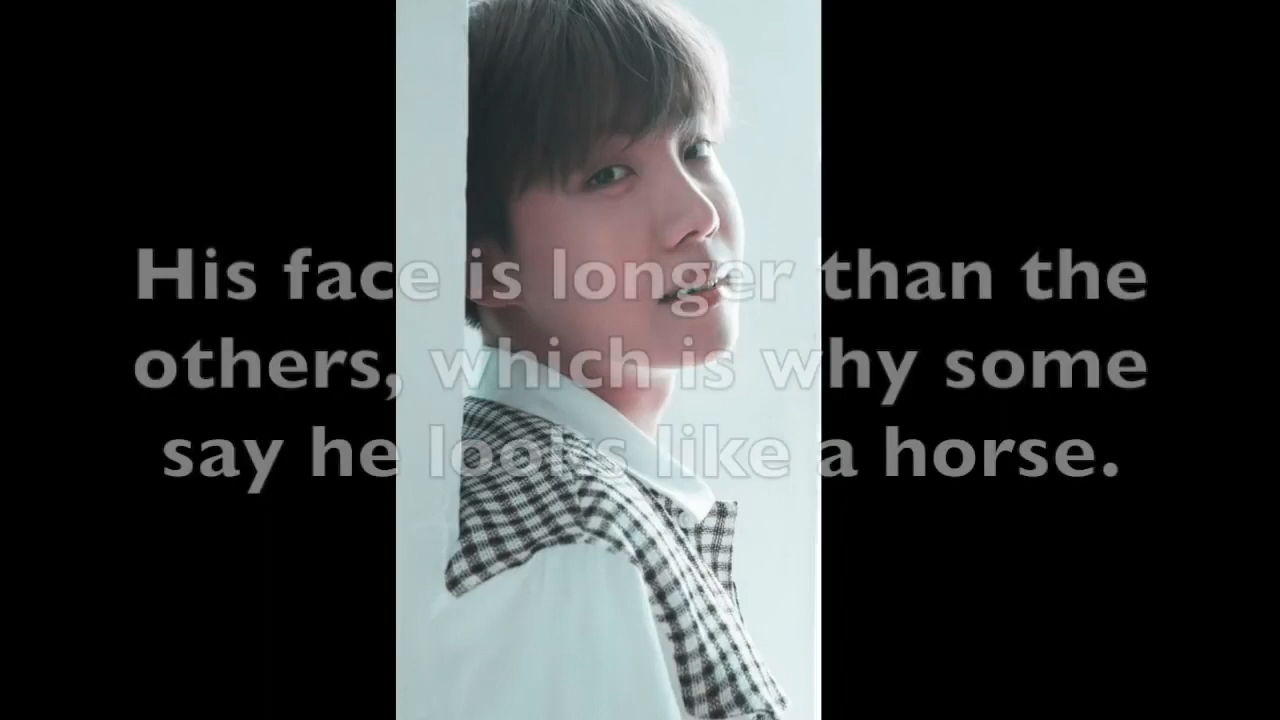 His face is longer than the
others, which is why some
say he looks like a horse.